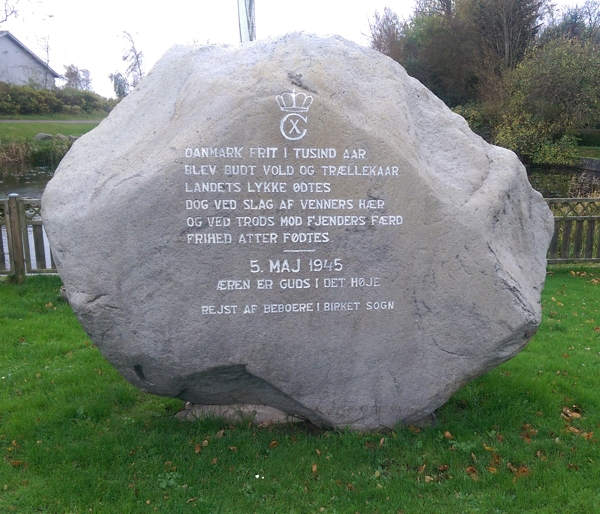 CX
DANMARK FRIT I TUSIND AAR
BLEV BUDT VOLD OG TRÆLLEKAAR
LANDETS LYKKE ØDTES
DOG VED SLAG AF VENNERS HÆR
OG VED TRODS MOD FJENDERS FÆRD
FRIHED ATTER FØDTES
5. MAJ 1945
ÆREN ER GUDS I DET HØJE
REJST AF BEBOERE I BIRKET SOGN